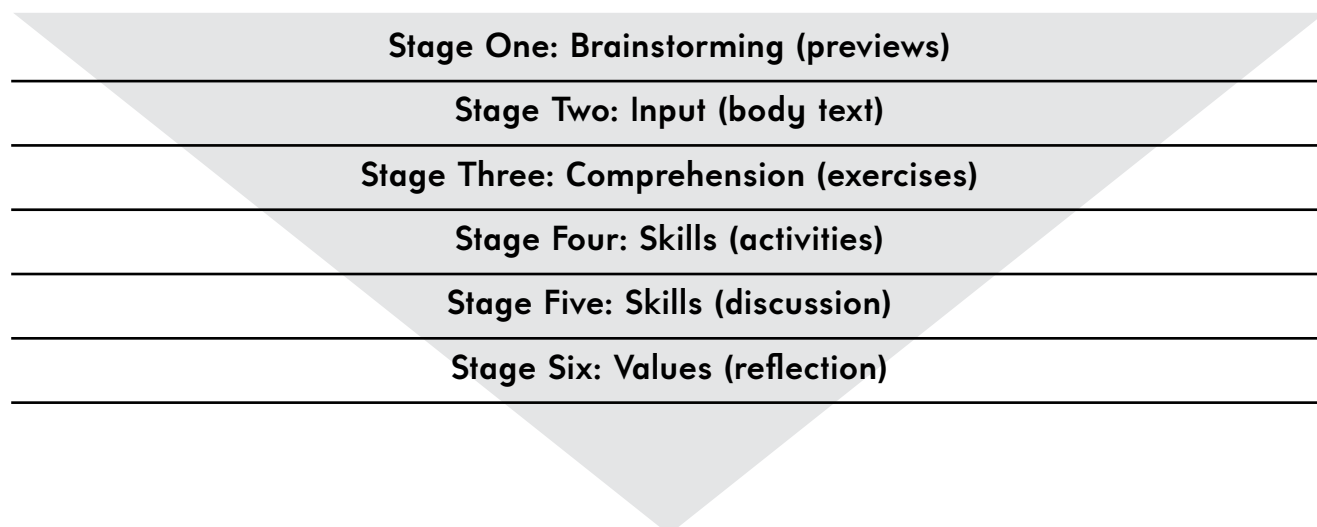 Stage One: Brainstorming (previews)
Stage Two: Input (body text)
Stage Three: Comprehension (exercises)
Stage Four: Skills (activities)
Stage Five: Skills (discussion)
Stage Six: Values (reflection)